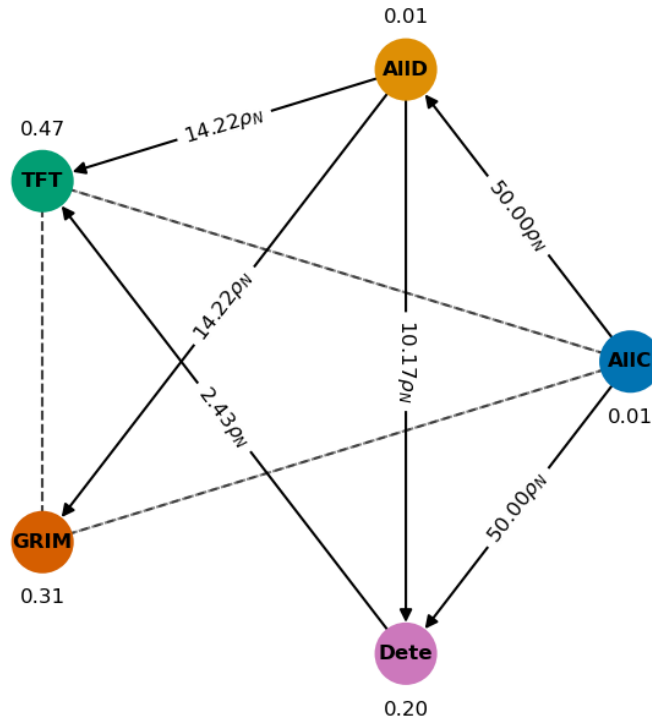 0.01
AllD
0.47
14.22ρN
TFT
50.00ρN
14.22ρN
10.17ρN
AllC
2.43ρN
0.01
50.00ρN
GRIM
0.31
Dete
0.20